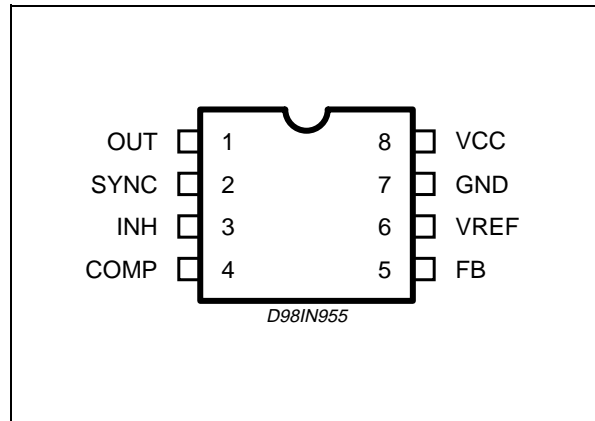 OUT 1 8 VCC
SYNC 2 7 GND
INH 3 6 VREF
COMP 4 5 FB
D98IN955